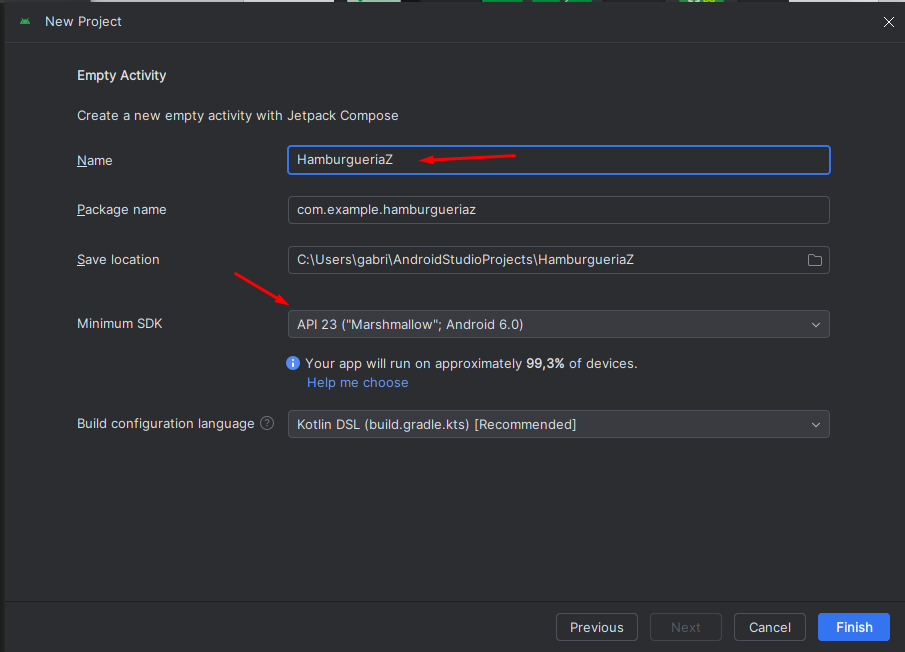 New Project
Empty Activity
Create a new empty activity with Jetpack Compose
Name HamburgueriaZ
Package name com.example.hamburgueriaz
Save location C:\Users\gabri\AndroidStudioProjects\HamburgueriaZ
Minimum SDK API 23 ("Marshmallow"; Android 6.0)
Your app will run on approximately 99,3% of devices.
Help me choose
Build configuration language ? Kotlin DSL (build.gradle.kts) [Recommended]
Previous Next Cancel Finish